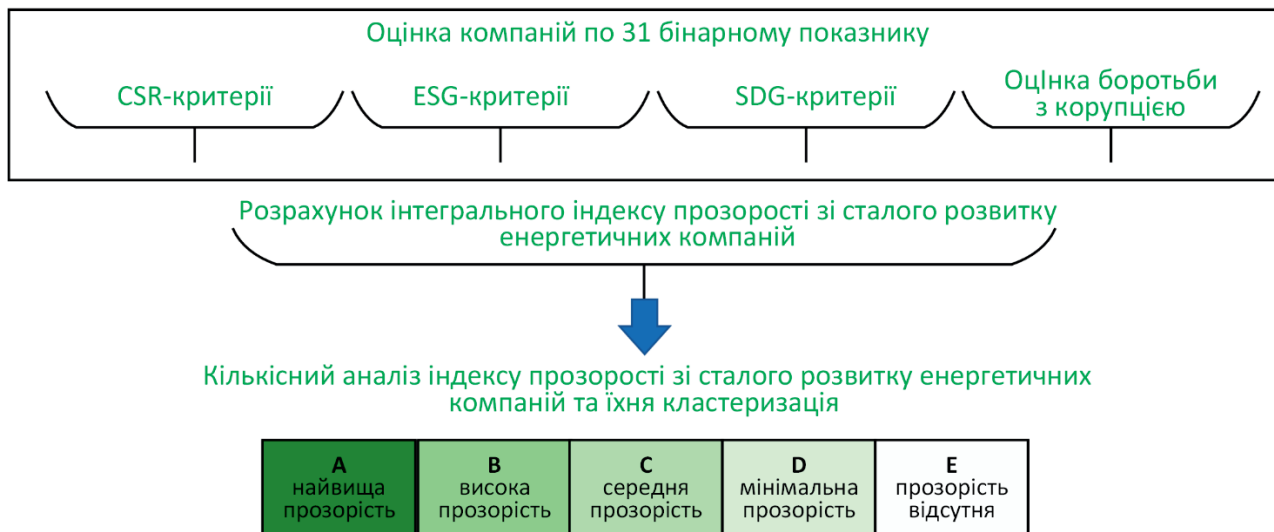 Оцінка компаній по 31 бінарному показнику
CSR-критерії
ESG-критерії
SDG-критерії
ОцІнка боротьби
з корупцією
Розрахунок інтегрального індексу прозорості зі сталого розвитку
енергетичних компаній
Кількісний аналіз індексу прозорості зі сталого розвитку енергетичних
компаній та їхня кластеризація
A
найвища
прозорість
B
висока
прозорість
C
середня
прозорість
D
мінімальна
прозорість
E
прозорість
відсутня